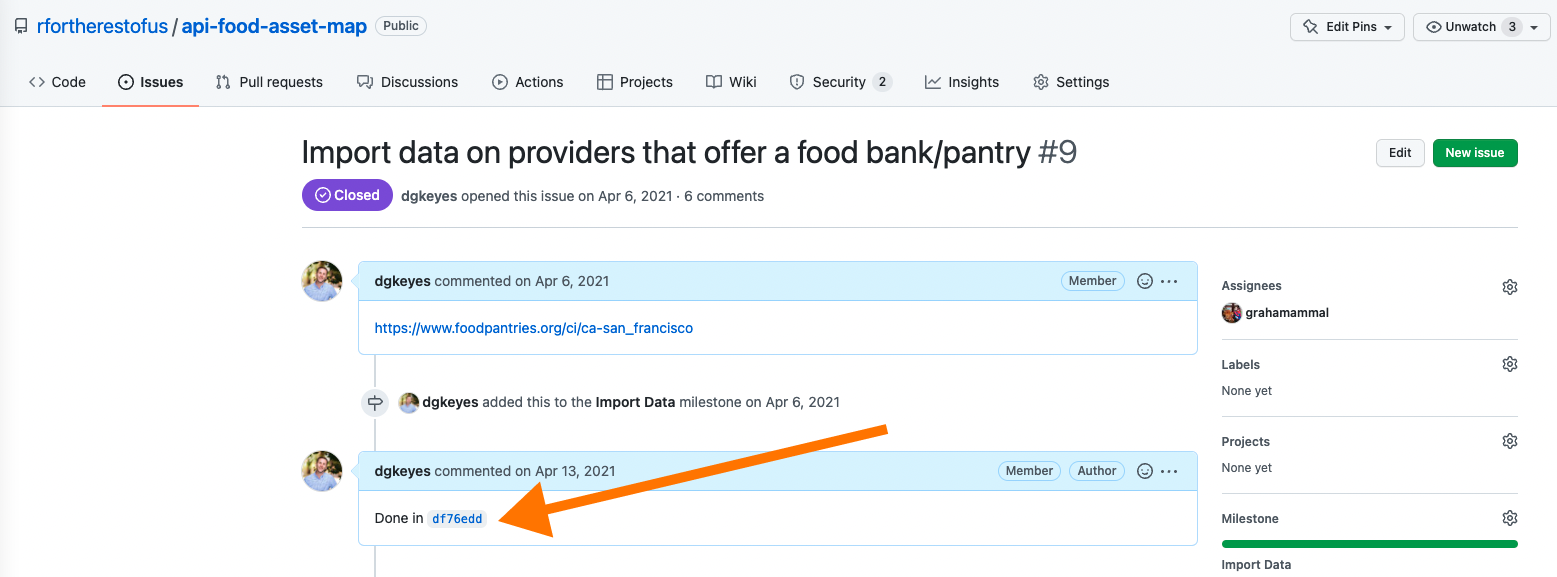 rfortherestofus / api-food-asset-map Public Edit Pins Unwatch 3
Code Issues Pull requests Discussions Actions Projects Wiki Security 2 Insights Settings
Import data on providers that offer a food bank/pantry #9 Edit New issue
Closed dgkeyes opened this issue on Apr 6, 2021 · 6 comments
dgkeyes commented on Apr 6, 2021 Member
https://www.foodpantries.org/ci/ca-san_francisco
dgkeyes added this to the Import Data milestone on Apr 6, 2021
dgkeyes commented on Apr 13, 2021 Member Author
Done in df76edd
Assignees
grahamammal
Labels
None yet
Projects
None yet
Milestone
Import Data